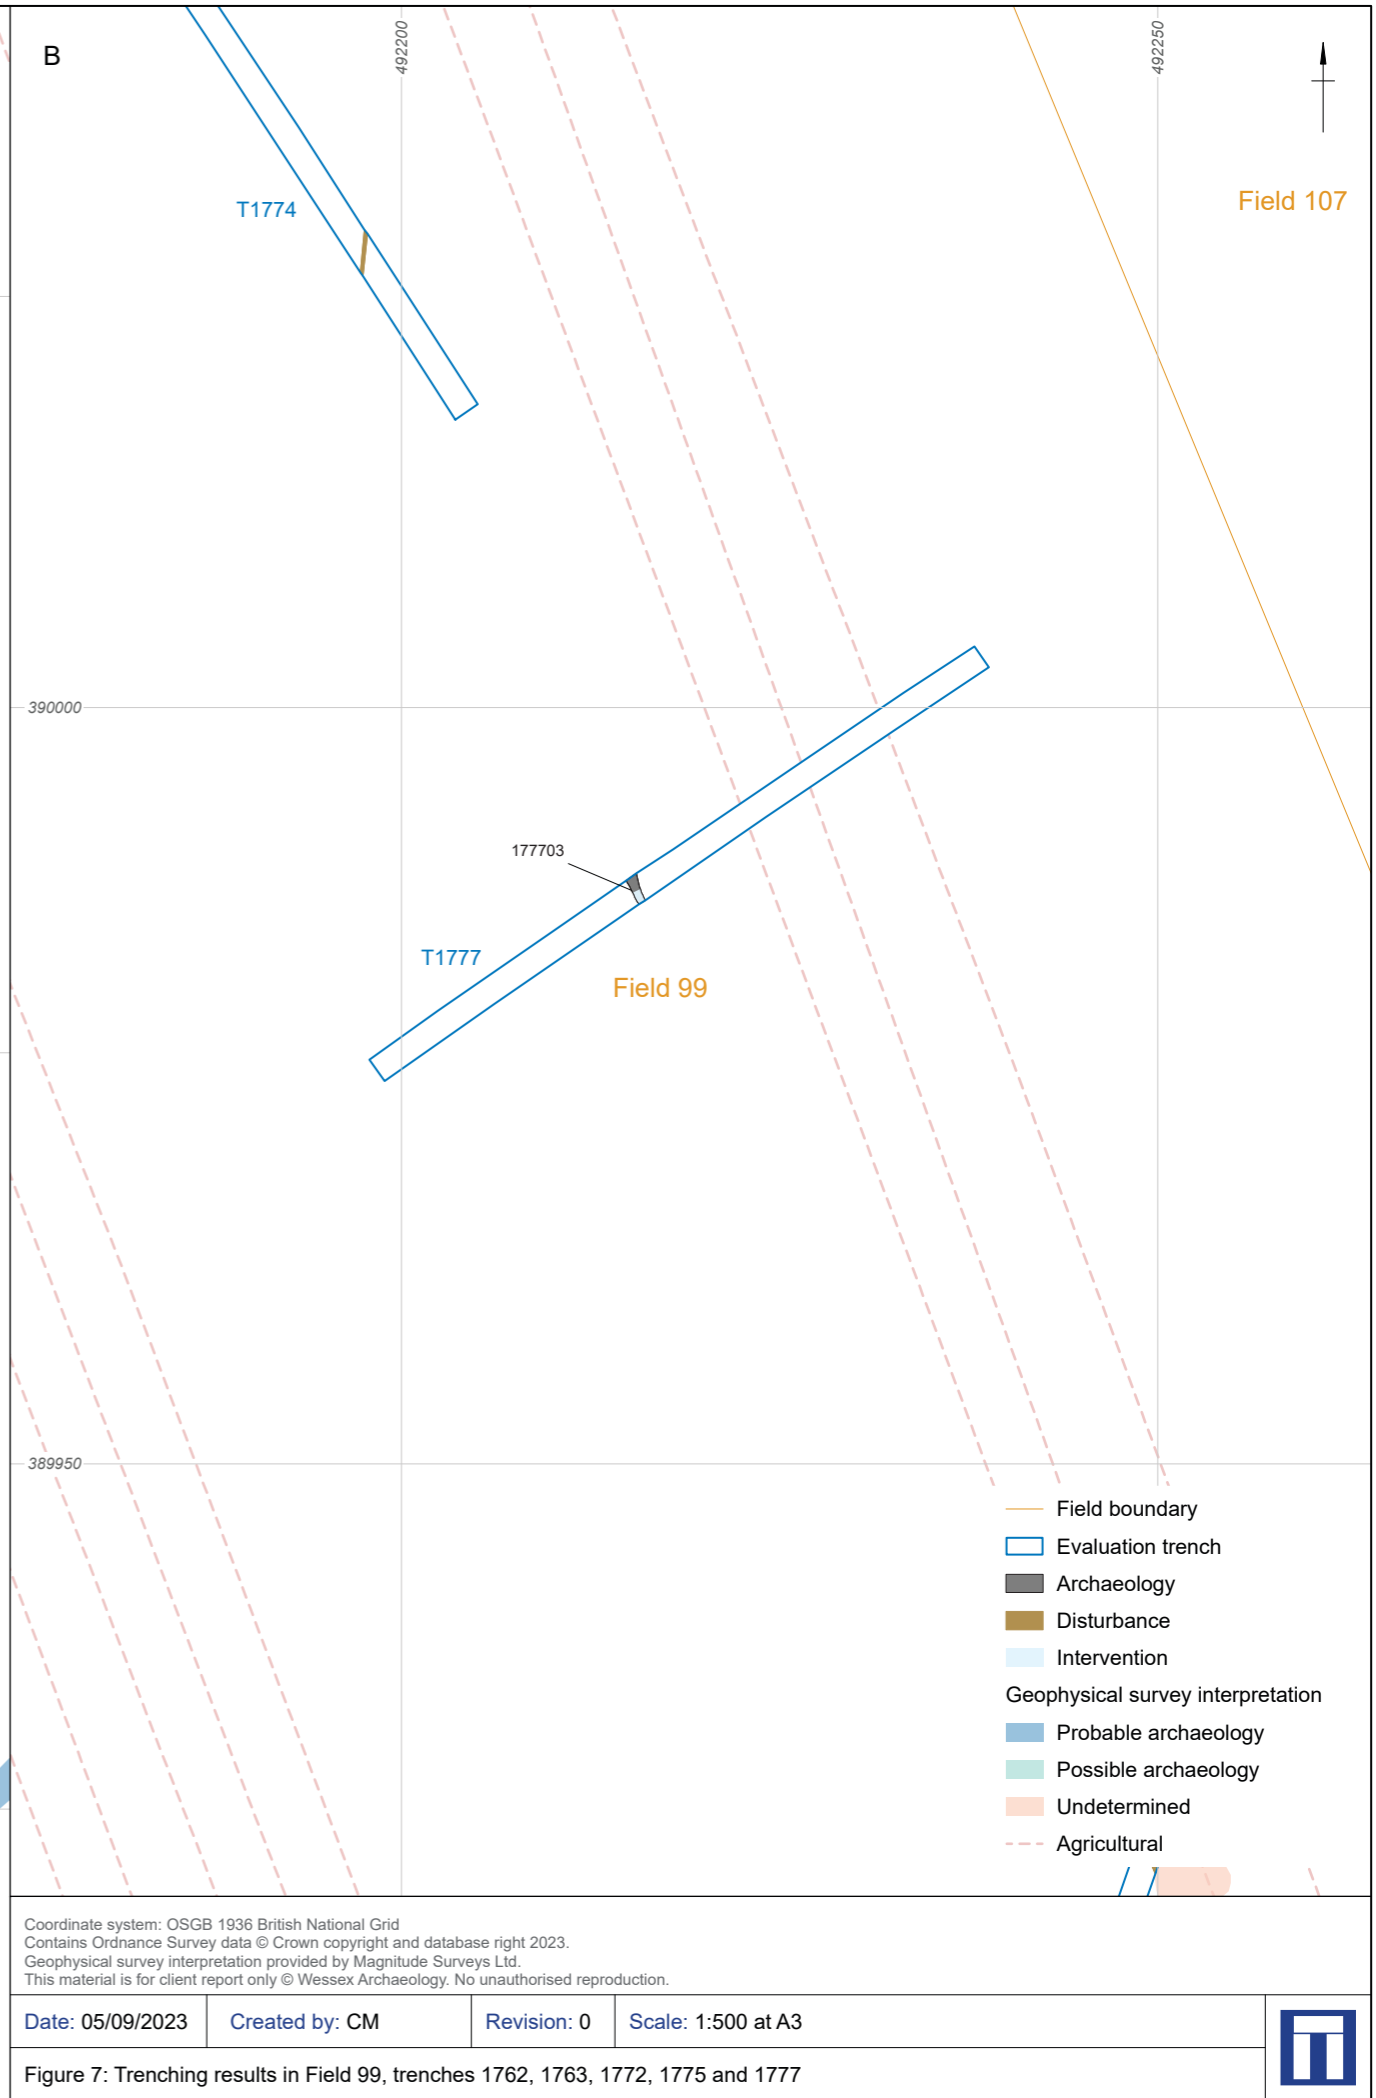 B
492200
492250
T1774
Field 107
390000
177703
T1777
Field 99
389950
Field boundary
Evaluation trench
Archaeology
Disturbance
Intervention
Geophysical survey interpretation
Probable archaeology
Possible archaeology
Undetermined
Agricultural
Coordinate system: OSGB 1936 British National Grid
Contains Ordnance Survey data © Crown copyright and database right 2023.
Geophysical survey interpretation provided by Magnitude Surveys Ltd.
This material is for client report only © Wessex Archaeology. No unauthorised reproduction.
Date: 05/09/2023 Created by: CM Revision: 0 Scale: 1:500 at A3
Figure 7: Trenching results in Field 99, trenches 1762, 1763, 1772, 1775 and 1777